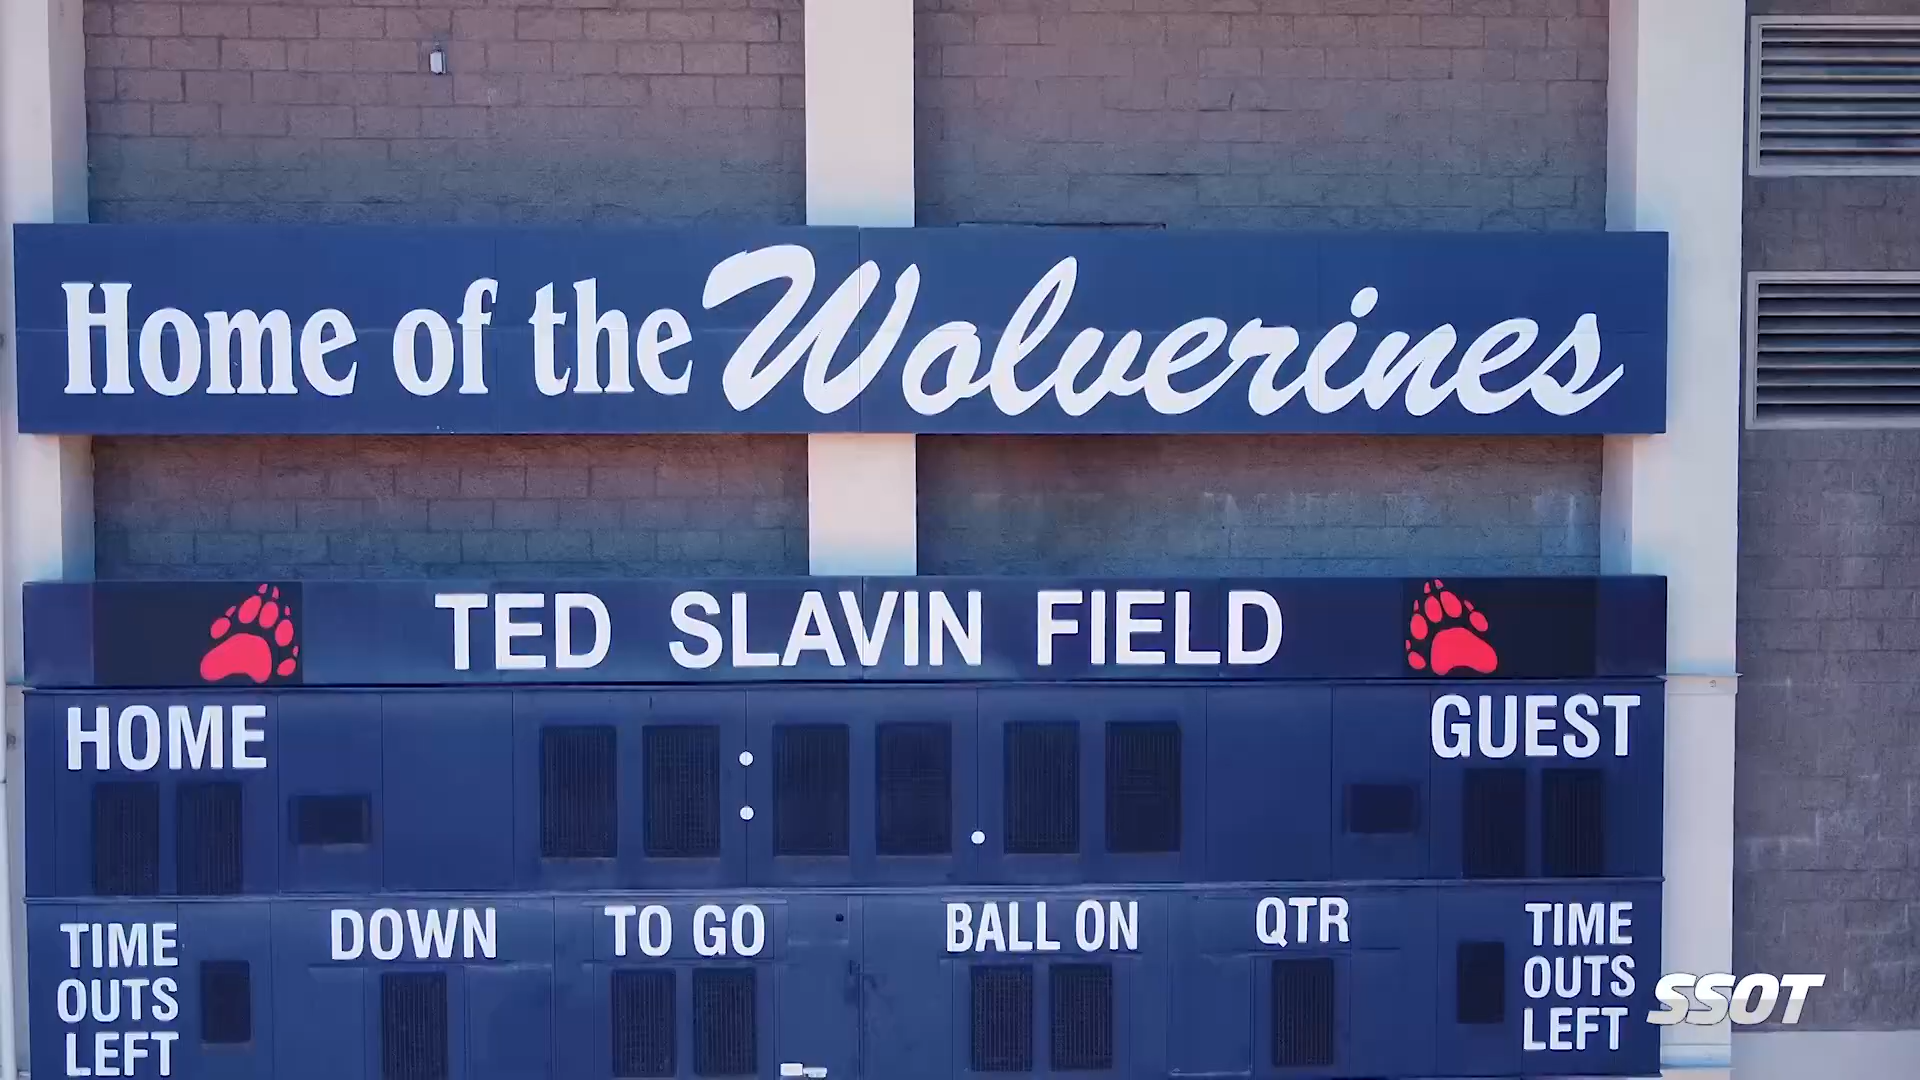 Home of the Wolverines
TED SLAVIN FIELD
HOME
GUEST
TIME
OUTS
LEFT
DOWN
TO GO
BALL ON
QTR
TIME
OUTS
LEFT
SSOT